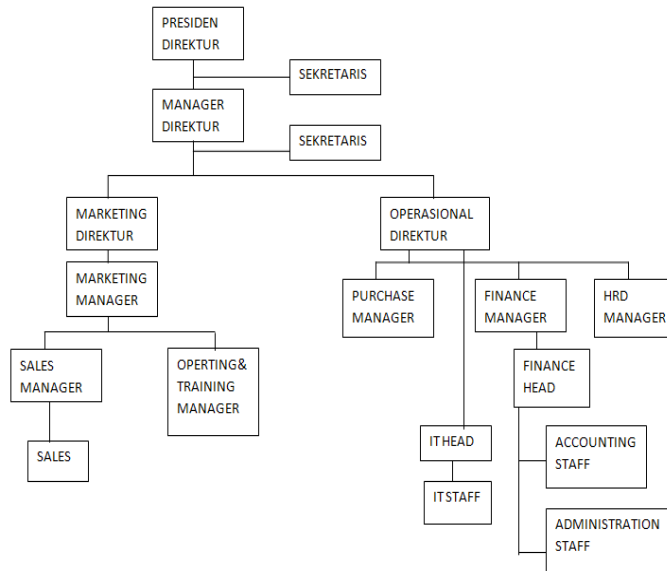 PRESIDEN
DIREKTUR
SEKRETARIS
MANAGER
DIREKTUR
SEKRETARIS
MARKETING
DIREKTUR
OPERASIONAL
DIREKTUR
MARKETING
MANAGER
PURCHASE
MANAGER
FINANCE
MANAGER
HRD
MANAGER
SALES
MANAGER
OPERTING&
TRAINING
MANAGER
FINANCE
HEAD
SALES
IT HEAD
ACCOUNTING
STAFF
IT STAFF
ADMINISTRATION
STAFF